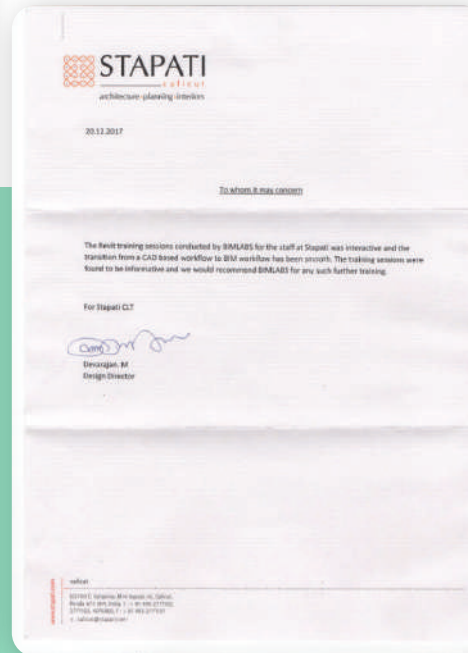 STAPATI
calicut
architecture-planning-interiors
20.12.2017
To whom it may concern
The Revit training sessions conducted by BIMLABS for the staff at Stapati was interactive and the
transition from a CAD based workflow to BIM workflow has been smooth. The training sessions were
found to be informative and we would recommend BIMLABS for any such further training.
For Stapati CLT
Devarajan. M
Design Director
calicut